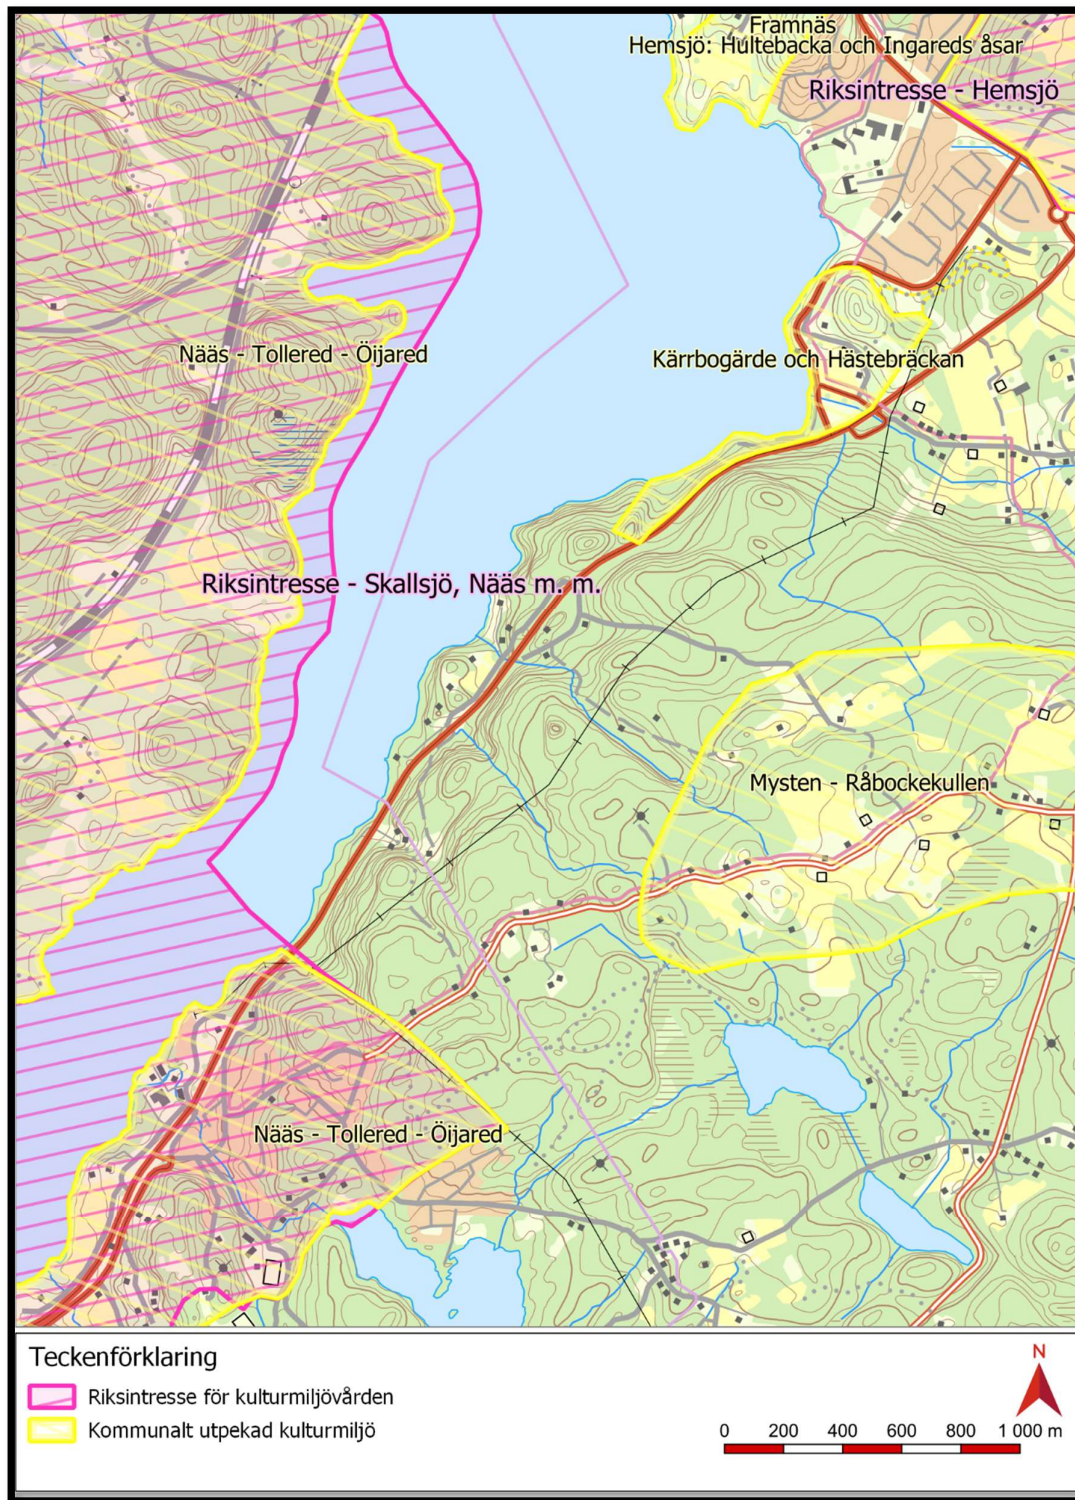 Framnäs
Hemsjö: Hultebacka och Ingareds åsar
Riksintresse - Hemsjö
Nääs - Tollered - Öijared
Kärrbogärde och Hästebräckan
Riksintresse - Skallsjö, Nääs m. m.
Mysten - Råbockekullen
Nääs - Tollered - Öijared
Teckenförklaring
Riksintresse för kulturmiljövården
Kommunalt utpekad kulturmiljö
N
0 200 400 600 800 1 000 m